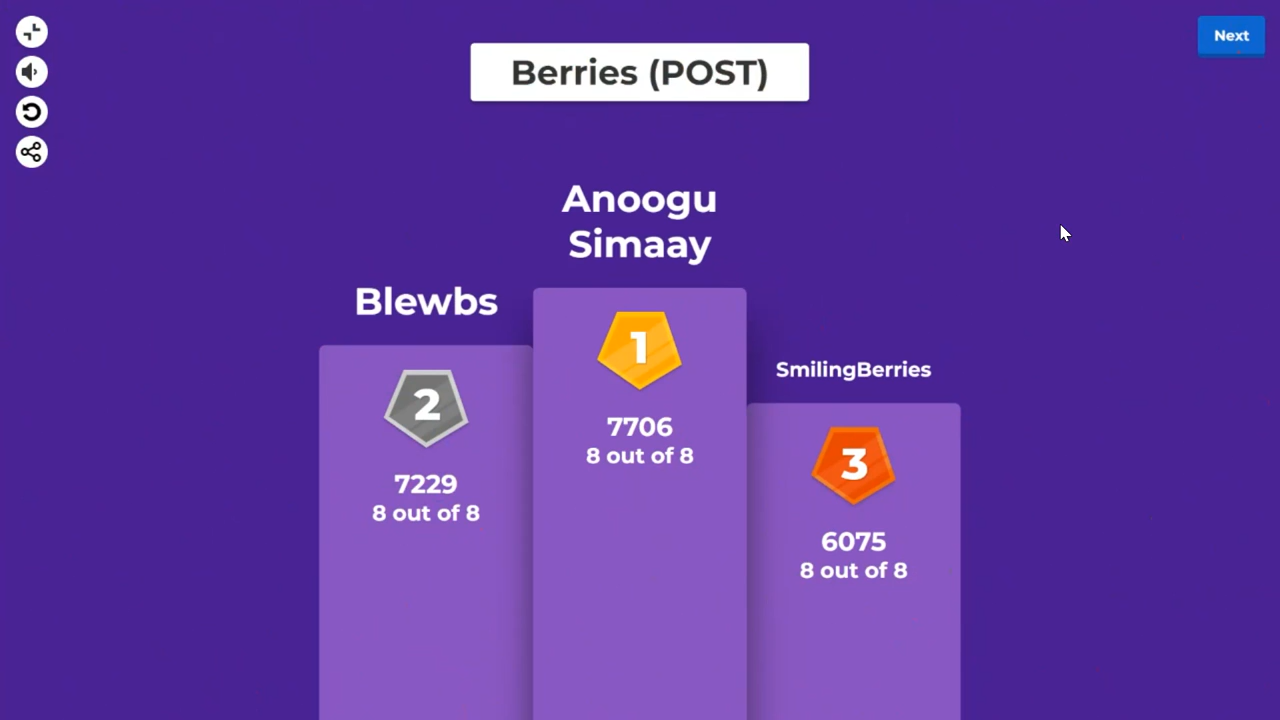 Next
Berries (POST)
Anoogu
Simaay
Blewbs
1
SmilingBerries
2
7706
8 out of 8
3
7229
8 out of 8
6075
8 out of 8